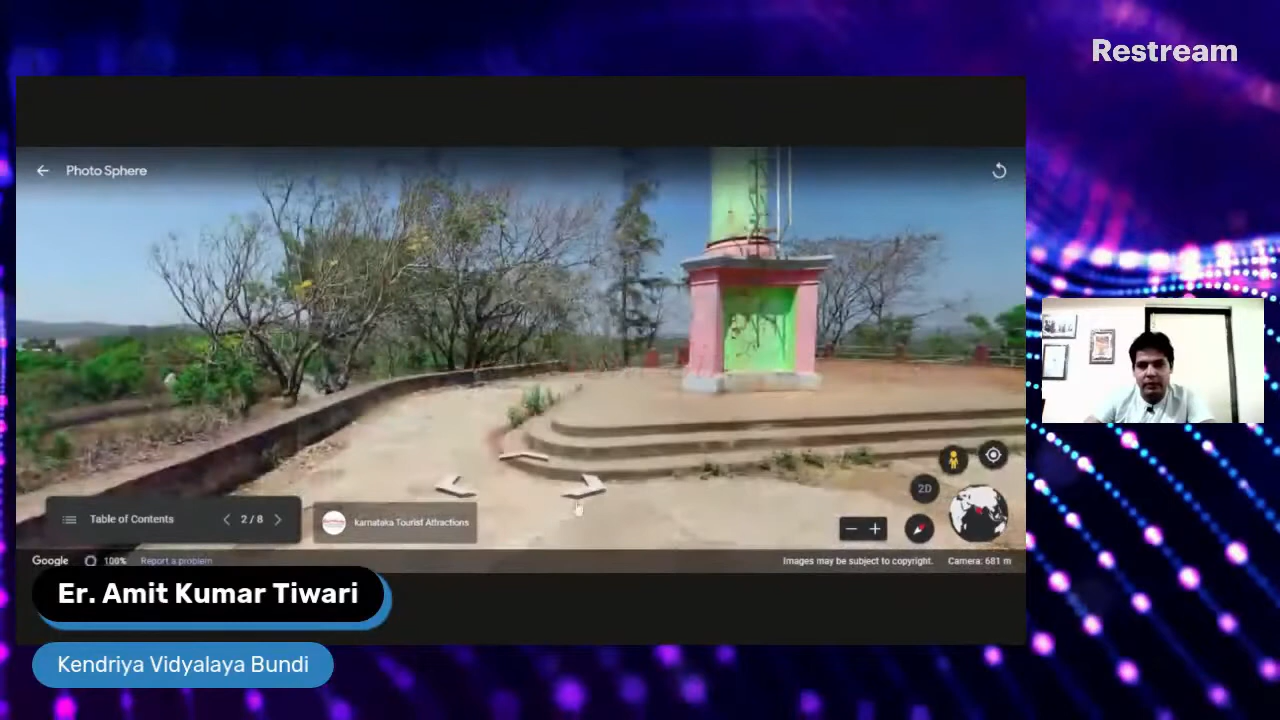 Restream
Photo Sphere
2D
Table of Contents
2 / 8
Karnataka Tourist Attractions
Google
100%
Report a problem
Images may be subject to copyright.
Camera: 681 m
Er. Amit Kumar Tiwari
Kendriya Vidyalaya Bundi